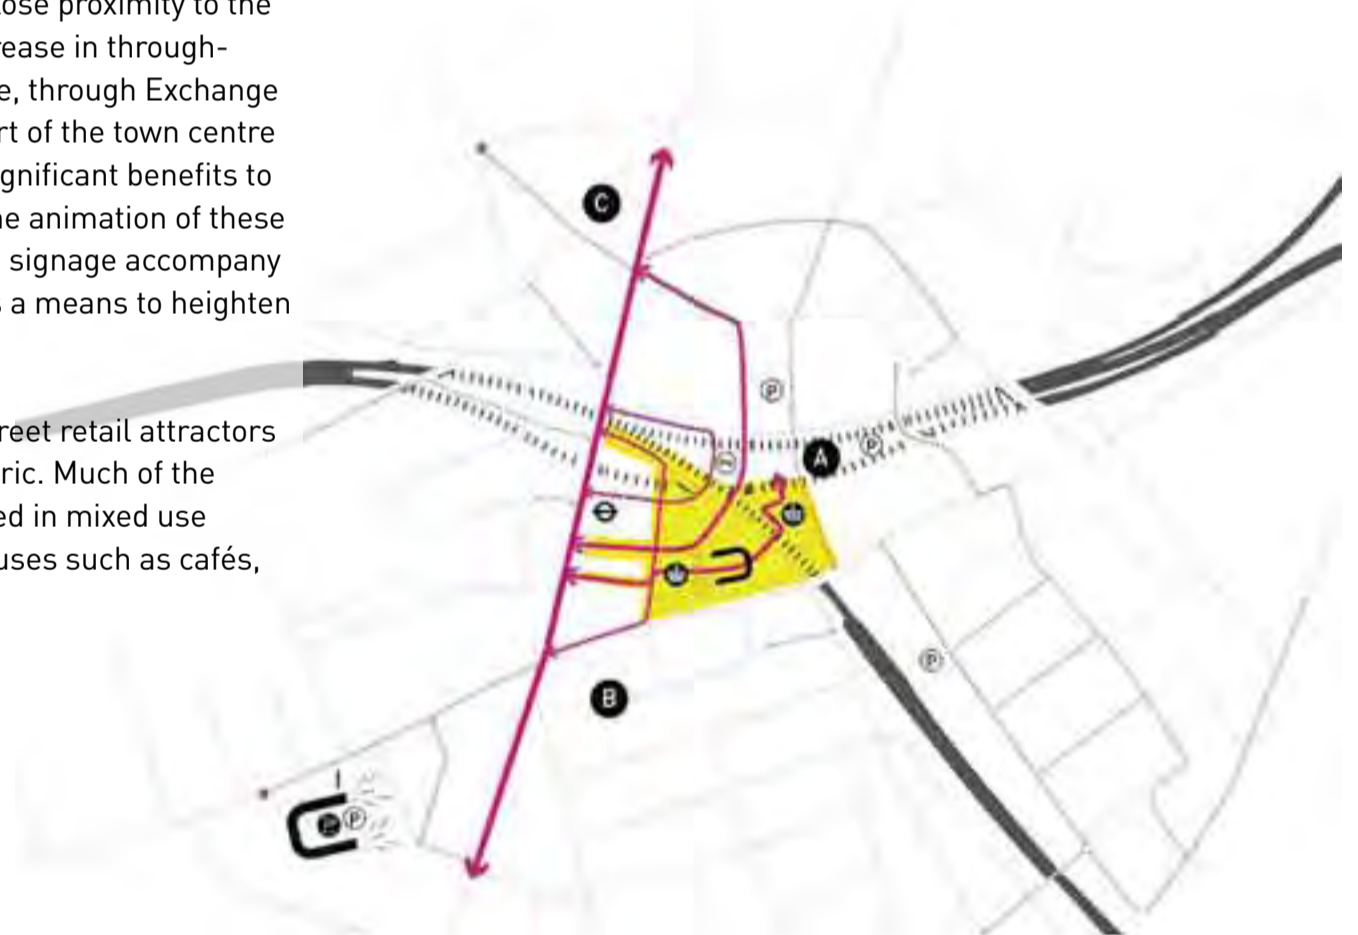 ose proximity to the
rease in through-
e, through Exchange
rt of the town centre
gnificant benefits to
ne animation of these
signage accompany
s a means to heighten
reet retail attractors
ric. Much of the
ed in mixed use
uses such as cafés,
C
P
A
P
P
B
P